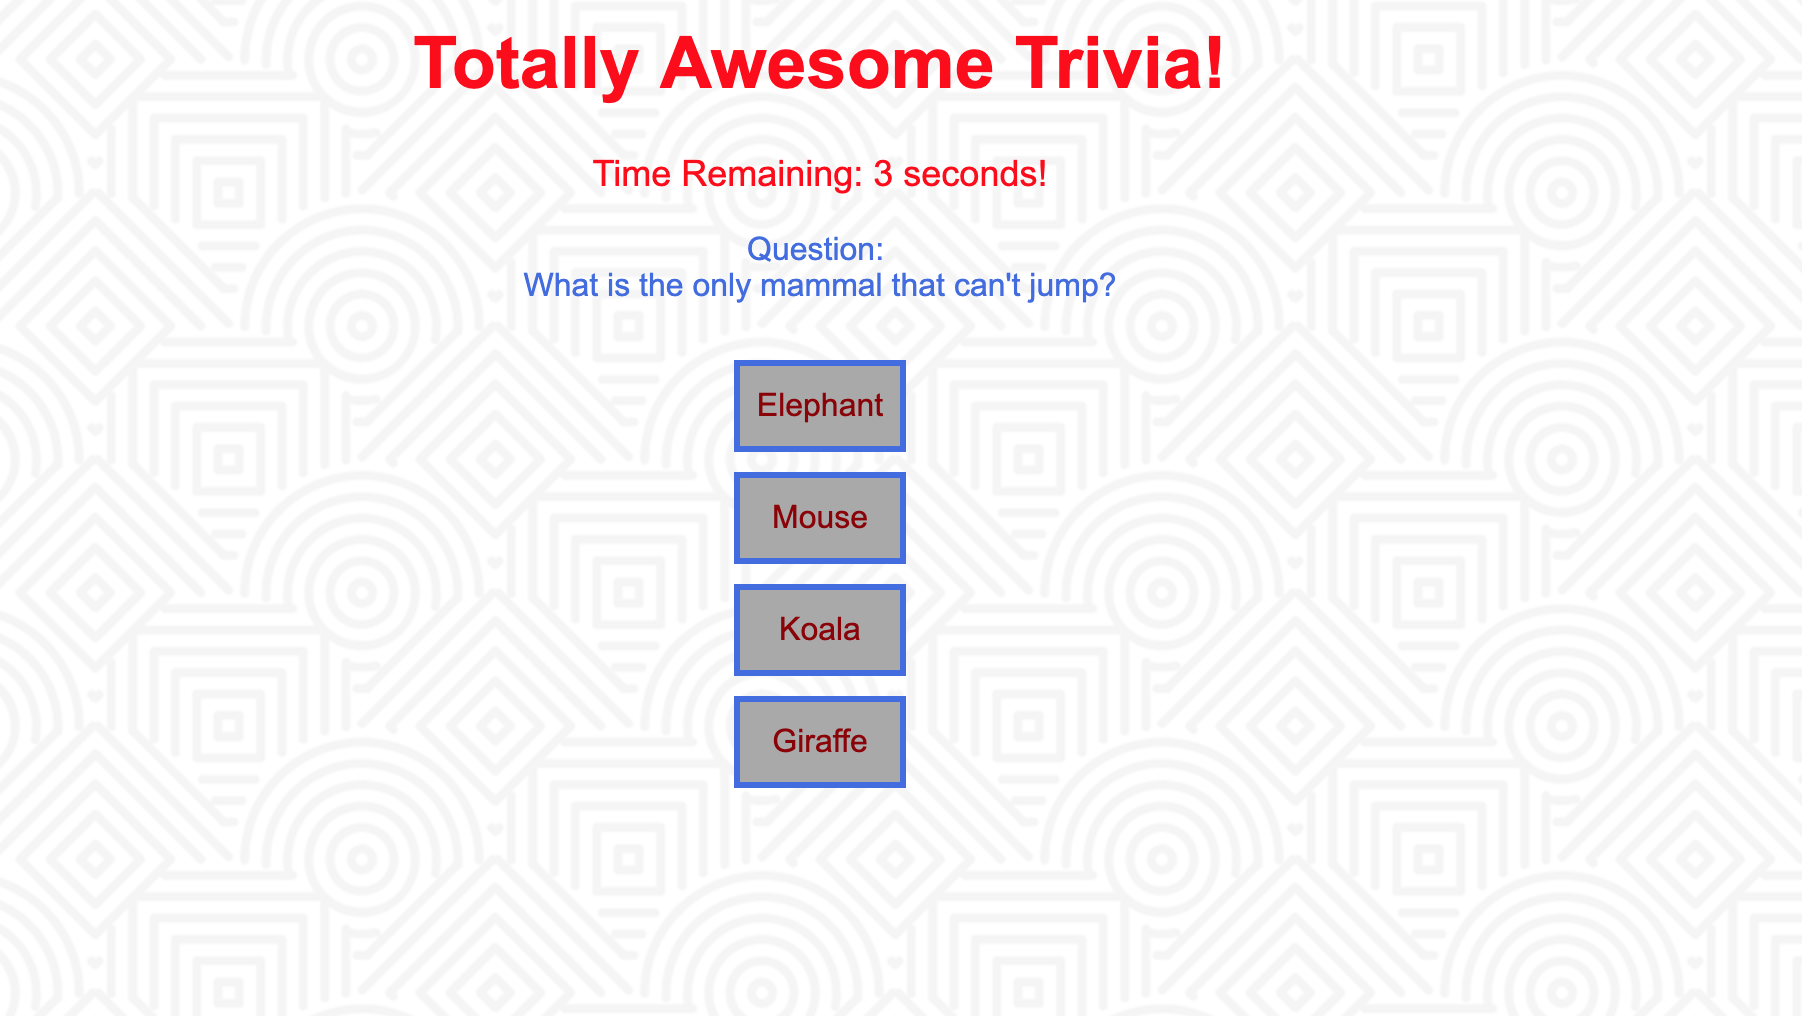 Totally Awesome Trivia!
Time Remaining: 3 seconds!
Question:
What is the only mammal that can't jump?
Elephant
Mouse
Koala
Giraffe